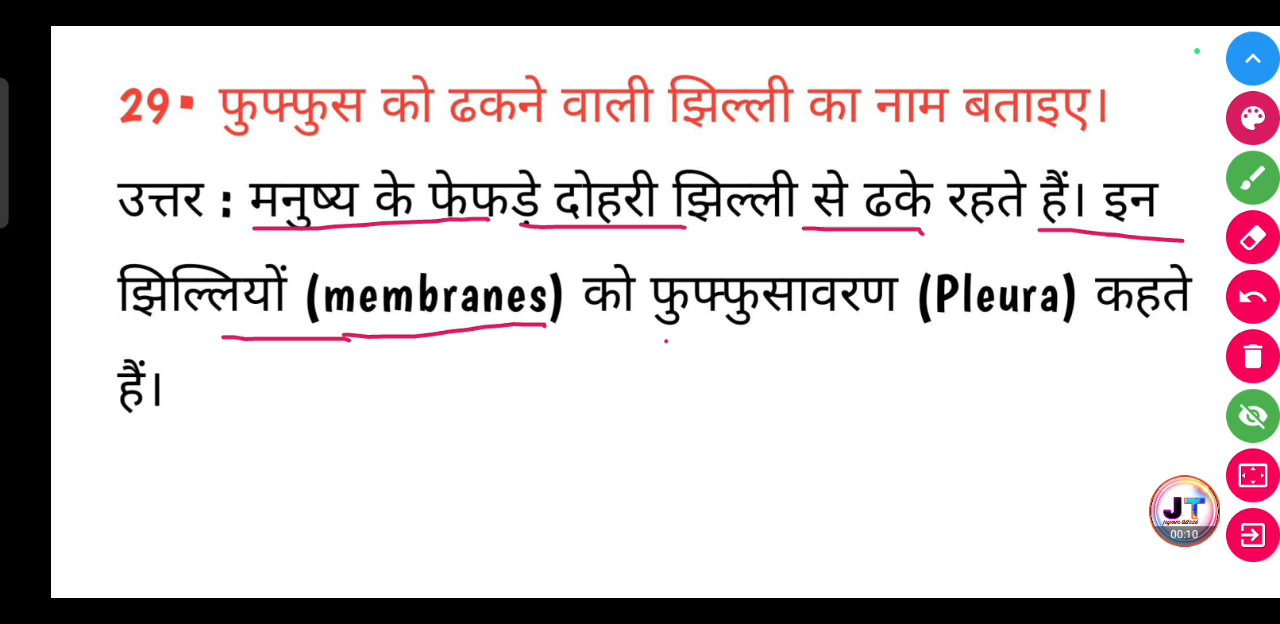 29▪ फुफ्फुस को ढकने वाली झिल्ली का नाम बताइए।
उत्तर : मनुष्य के फेफड़े दोहरी झिल्ली से ढके रहते हैं। इन
झिल्लियों (membranes) को फुफ्फुसावरण (Pleura) कहते
हैं।
JT
00:10